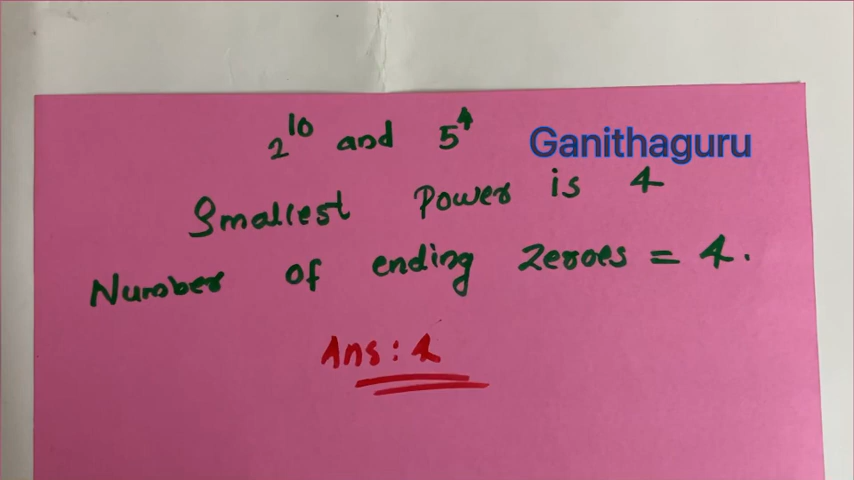 2^10 and 5^4 Ganithaguru
Smallest Power is 4
Number of ending Zeroes = 4.
Ans : 4